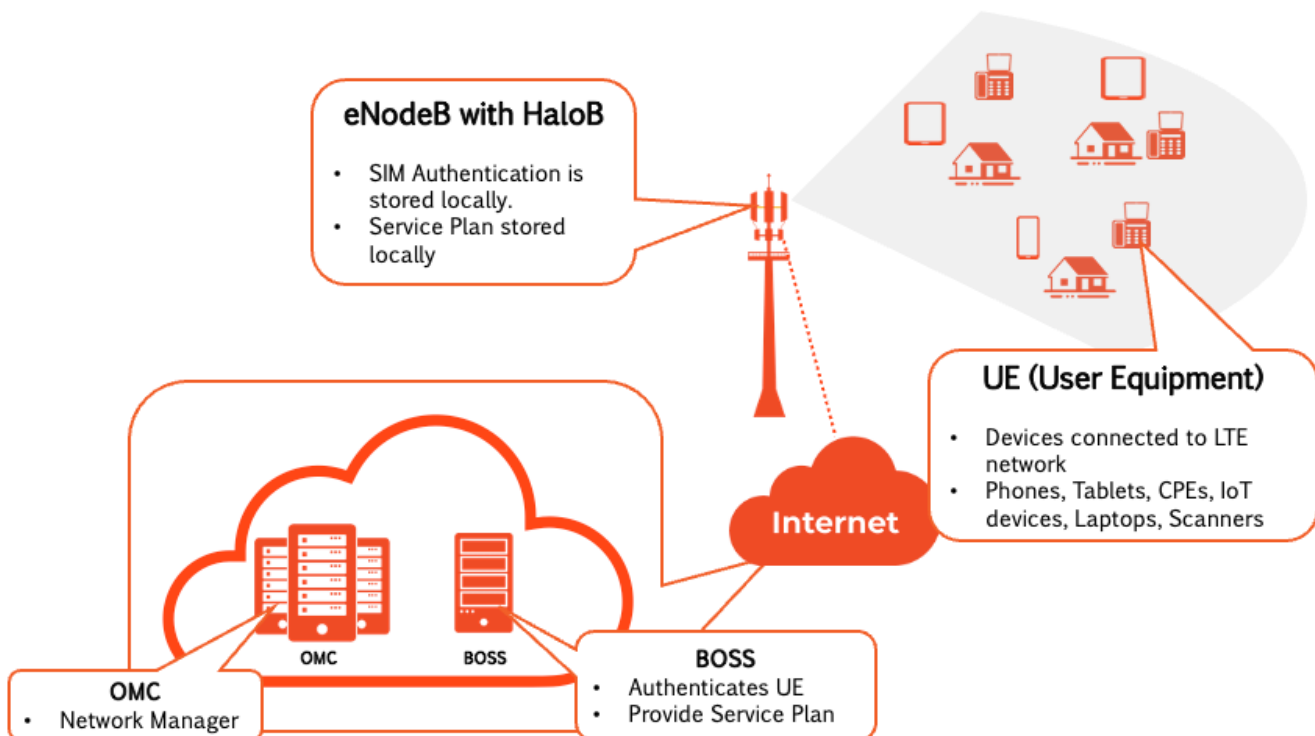 eNodeB with HaloB
• SIM Authentication is
stored locally.
• Service Plan stored
locally
UE (User Equipment)
• Devices connected to LTE
network
• Phones, Tablets, CPEs, IoT
devices, Laptops, Scanners
Internet
OMC
BOSS
OMC
• Network Manager
BOSS
• Authenticates UE
• Provide Service Plan